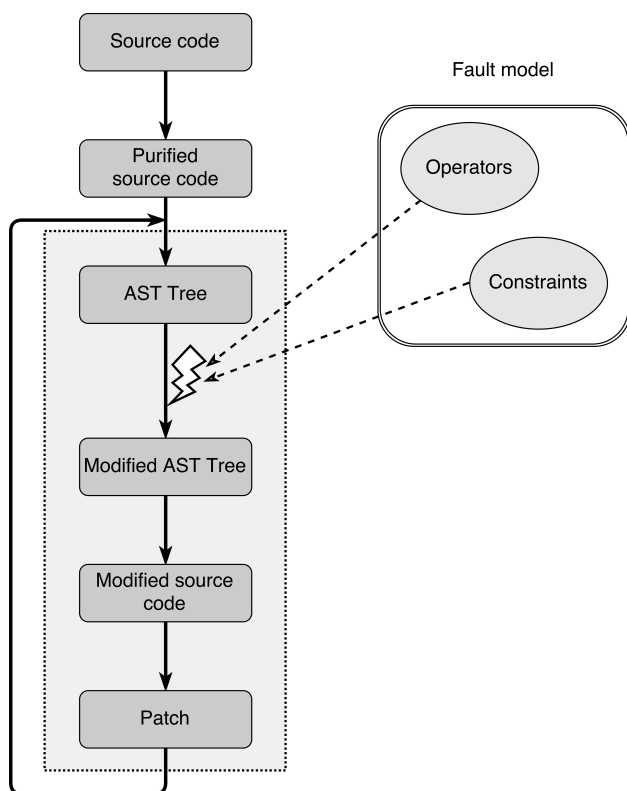 Source code
Fault model
Purified
source code
Operators
AST Tree
Constraints
Modified AST Tree
Modified source
code
Patch